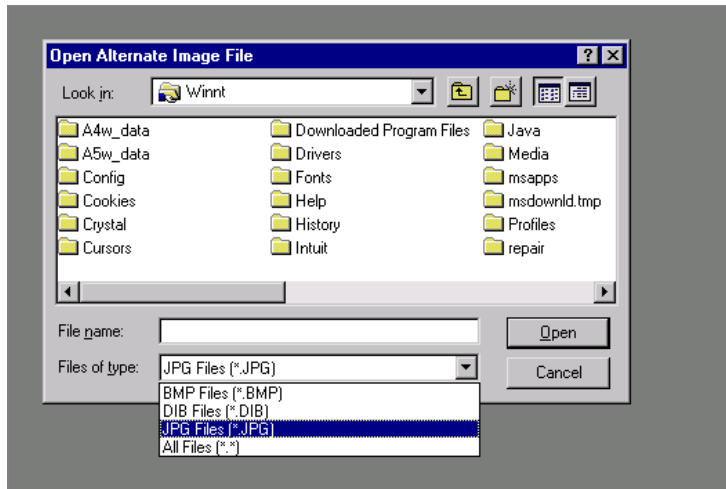 Open Alternate Image File
Look in: Winnt
A4w_data Downloaded Program Files Java
A5w_data Drivers Media
Config Fonts msapps
Cookies Help msdownld.tmp
Crystal History Profiles
Cursors Intuit repair
File name: Open
Files of type: JPG Files (*.JPG) Cancel
BMP Files (*.BMP)
DIB Files (*.DIB)
JPG Files (*.JPG)
All Files (*.*)